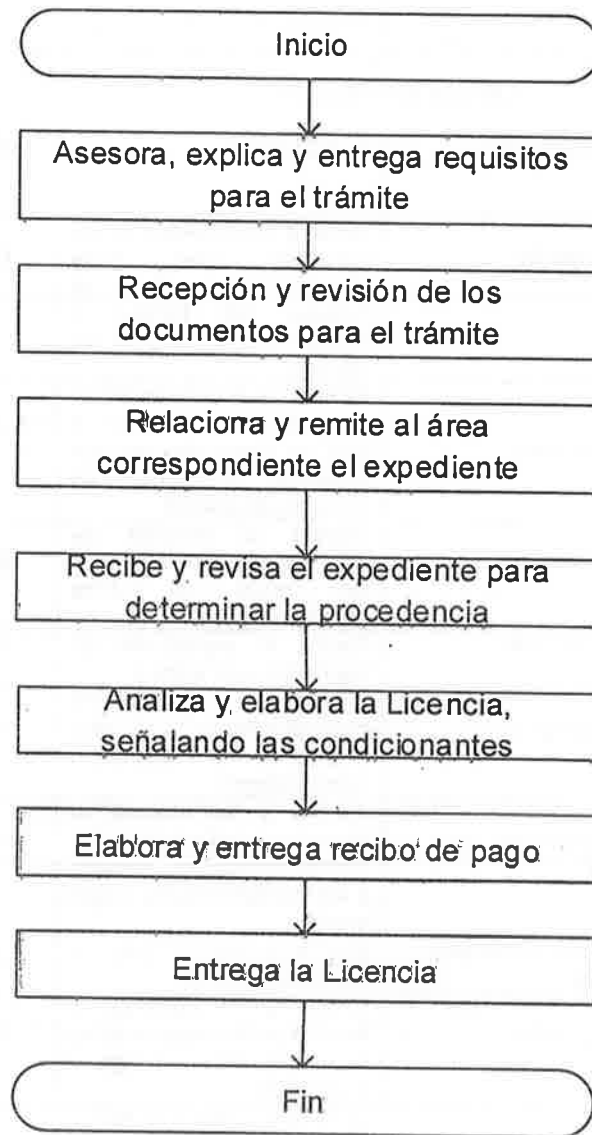 Inicio
Asesora, explica y entrega requisitos
para el trámite
Recepción y revisión de los
documentos para el trámite
Relaciona y remite al área
correspondiente el expediente
Recibe y revisa el expediente para
determinar la procedencia
Analiza y elabora la Licencia,
señalando las condicionantes
Elabora y entrega recibo de pago
Entrega la Licencia
Fin